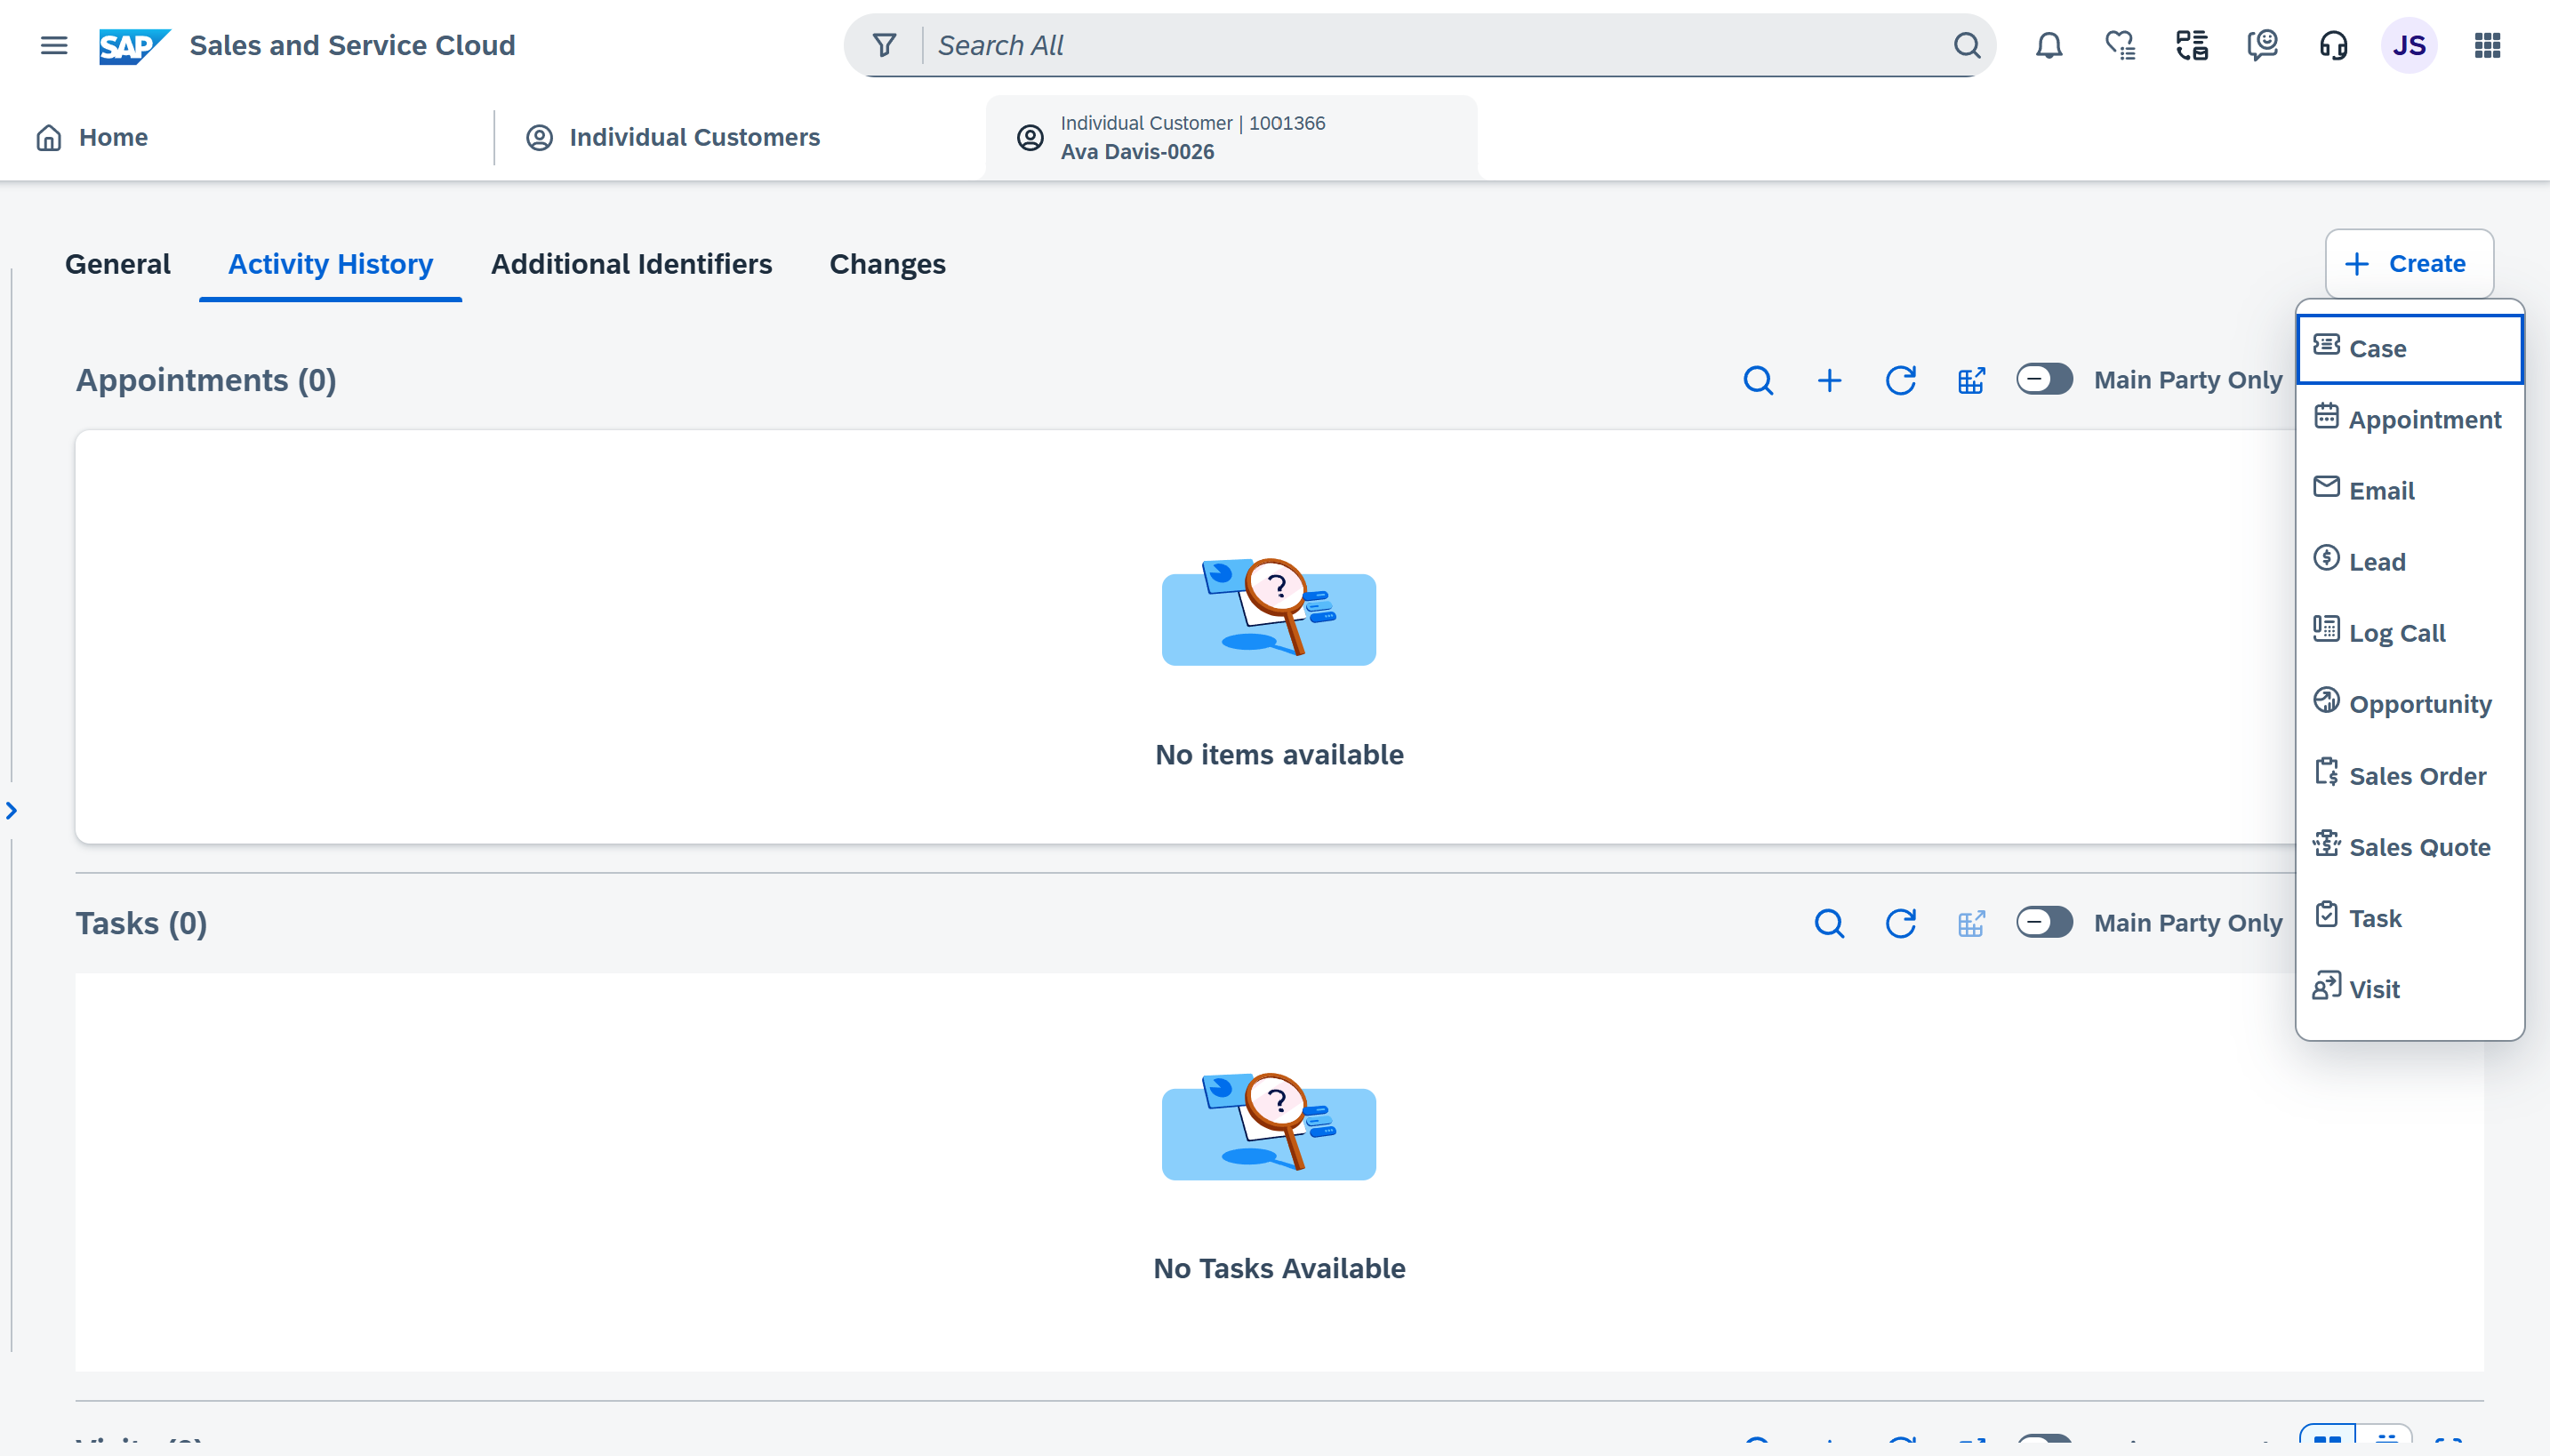 SAP Sales and Service Cloud
Search All
JS
Home
Individual Customers
Individual Customer | 1001366
Ava Davis-0026
General
Activity History
Additional Identifiers
Changes
Create
Case
Appointment
Email
Lead
Log Call
Opportunity
Sales Order
Sales Quote
Task
Visit
Appointments (0)
Main Party Only
No items available
Tasks (0)
Main Party Only
No Tasks Available